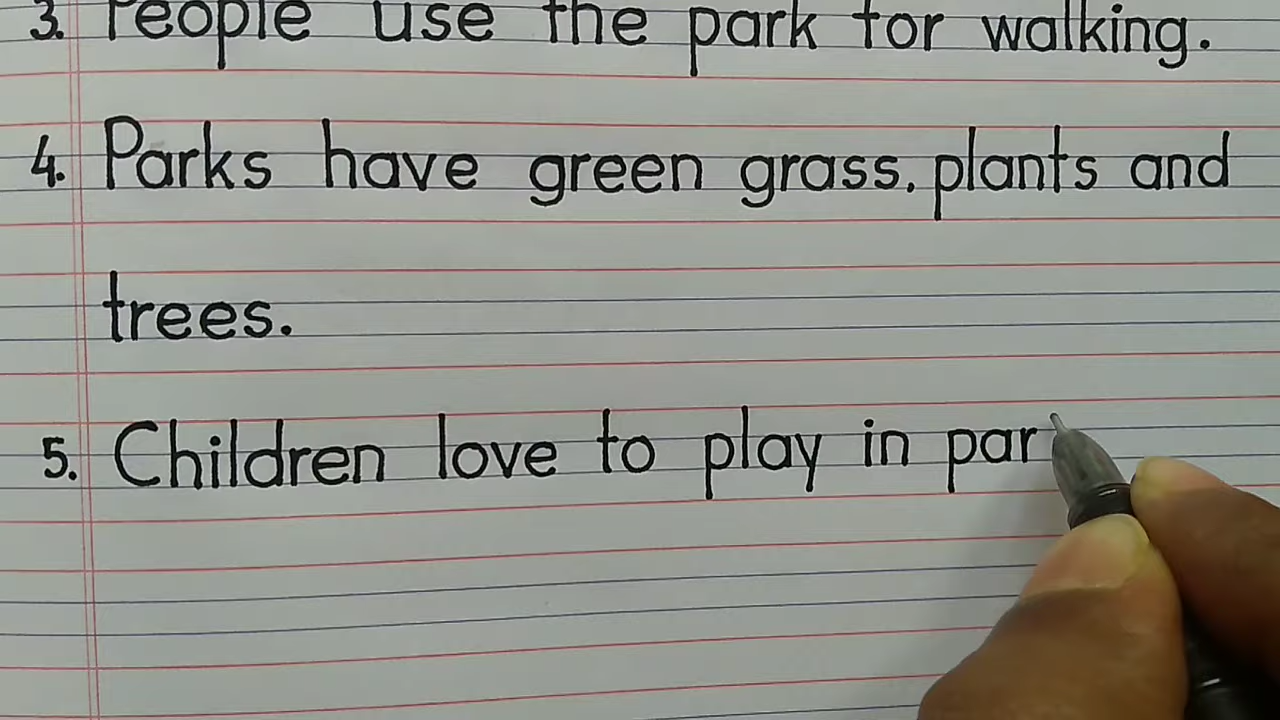 3. People use the park for walking.
4. Parks have green grass, plants and
trees.
5. Children love to play in par